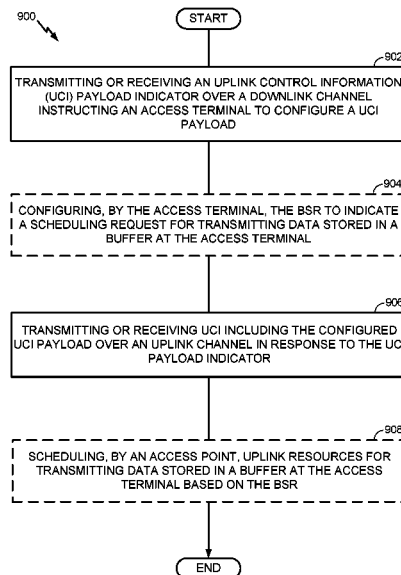 900
START
902
TRANSMITTING OR RECEIVING AN UPLINK CONTROL INFORMATION
(UCI) PAYLOAD INDICATOR OVER A DOWNLINK CHANNEL
INSTRUCTING AN ACCESS TERMINAL TO CONFIGURE A UCI
PAYLOAD
904
CONFIGURING, BY THE ACCESS TERMINAL, THE BSR TO INDICATE
A SCHEDULING REQUEST FOR TRANSMITTING DATA STORED IN A
BUFFER AT THE ACCESS TERMINAL
906
TRANSMITTING OR RECEIVING UCI INCLUDING THE CONFIGURED
UCI PAYLOAD OVER AN UPLINK CHANNEL IN RESPONSE TO THE UCI
PAYLOAD INDICATOR
908
SCHEDULING, BY AN ACCESS POINT, UPLINK RESOURCES FOR
TRANSMITTING DATA STORED IN A BUFFER AT THE ACCESS
TERMINAL BASED ON THE BSR
END